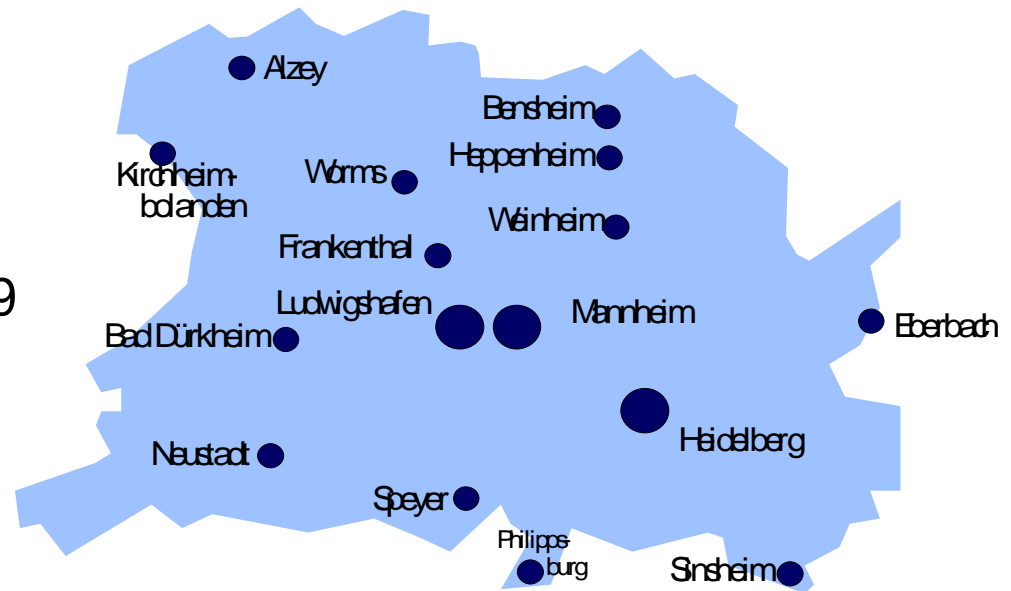 Alzey
Bensheim
Heppenheim
Kirchheim-
bolanden
Worms
Weinheim
Frankenthal
9
Ludwigshafen
Mannheim
Bad Dürkheim
Eberbach
Heidelberg
Neustadt
Speyer
Philipps-
burg
Sinsheim